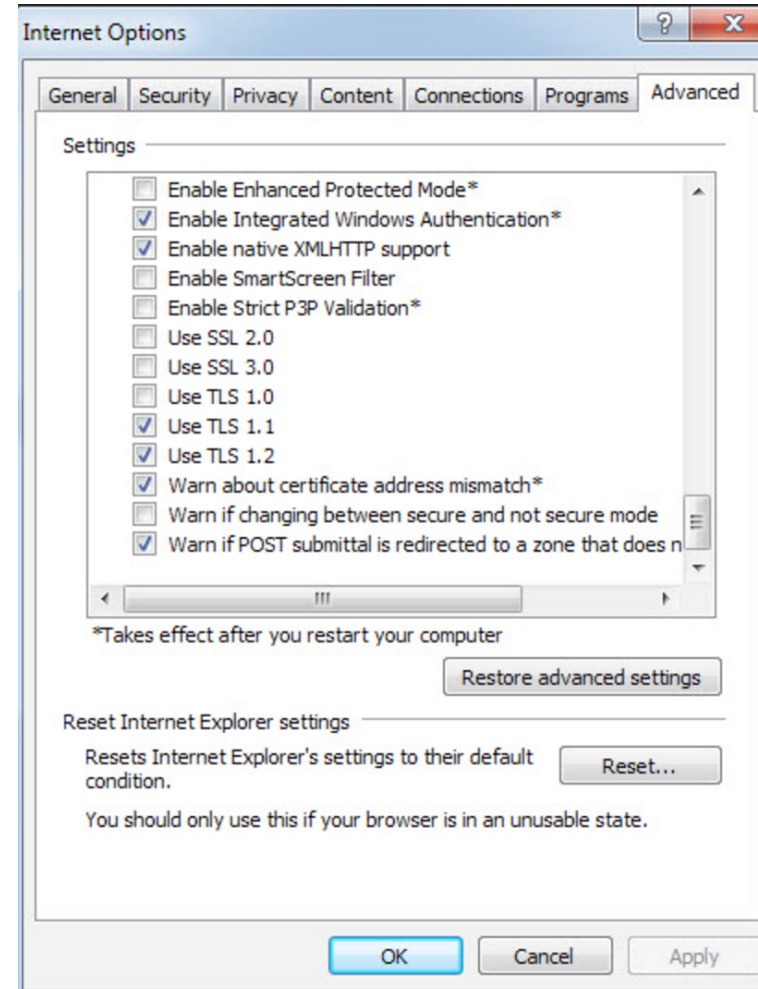 Internet Options
General Security Privacy Content Connections Programs Advanced
Settings
Enable Enhanced Protected Mode*
Enable Integrated Windows Authentication*
Enable native XMLHTTP support
Enable SmartScreen Filter
Enable Strict P3P Validation*
Use SSL 2.0
Use SSL 3.0
Use TLS 1.0
Use TLS 1.1
Use TLS 1.2
Warn about certificate address mismatch*
Warn if changing between secure and not secure mode
Warn if POST submittal is redirected to a zone that does n
*Takes effect after you restart your computer
Restore advanced settings
Reset Internet Explorer settings
Resets Internet Explorer's settings to their default
condition.
Reset...
You should only use this if your browser is in an unusable state.
OK Cancel Apply